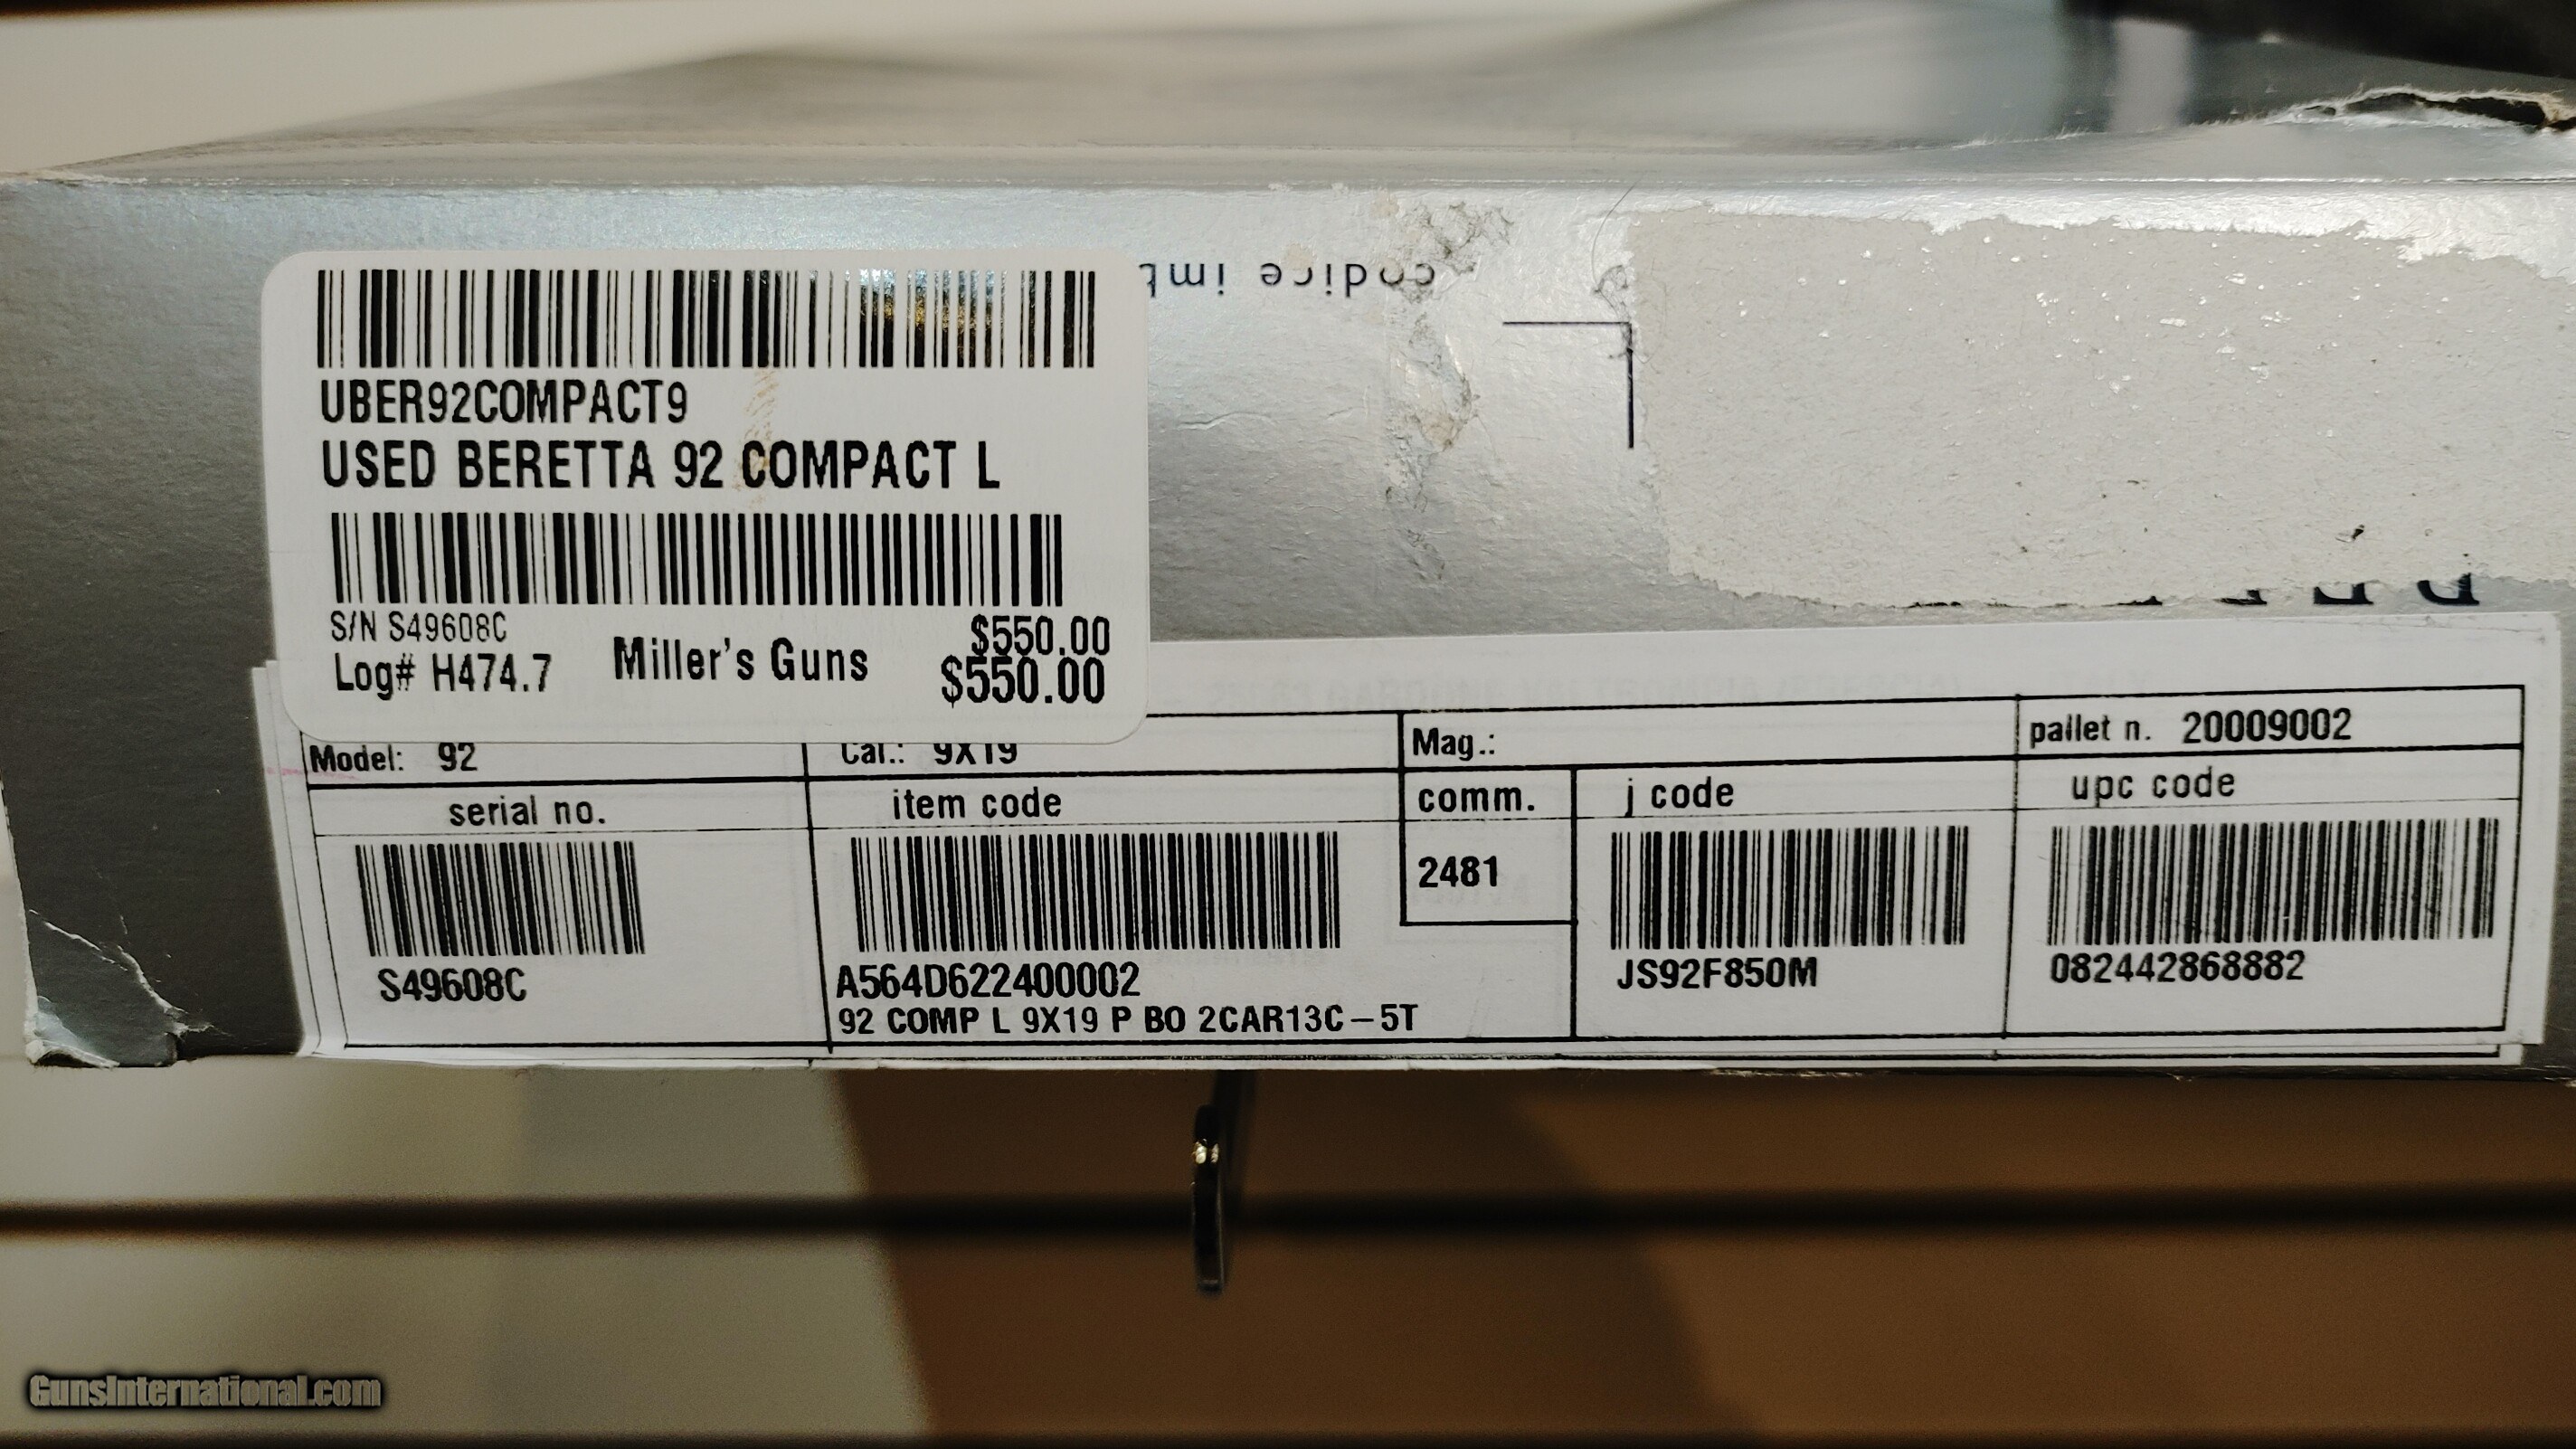 codice imb
UBER92COMPACT9
USED BERETTA 92 COMPACT L
S/N S49608C
$550.00
Log# H474.7
Miller's Guns
$550.00
Model: 92
Cal.: 9X19
Mag.:
pallet n. 20009002
serial no.
item code
comm.
j code
upc code
2481
S49608C
A564D622400002
JS92F850M
082442868882
92 COMP L 9X19 P BO 2CAR13C-5T
GunsInternational.com